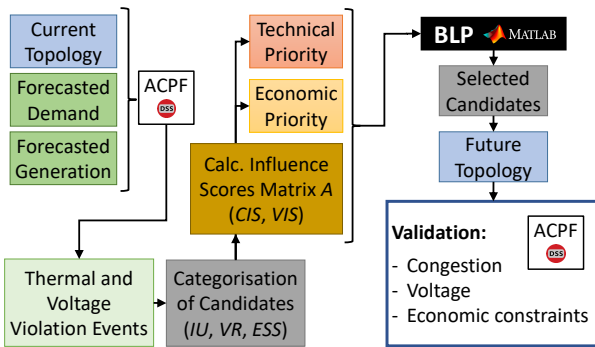 Current
Topology
Forecasted
Demand
Forecasted
Generation
ACPF
DSS
Thermal and
Voltage
Violation Events
Categorisation
of Candidates
(IU, VR, ESS)
Calc. Influence
Scores Matrix A
(CIS, VIS)
Technical
Priority
Economic
Priority
BLP MATLAB
Selected
Candidates
Future
Topology
Validation:
- Congestion
- Voltage
- Economic constraints
ACPF
DSS